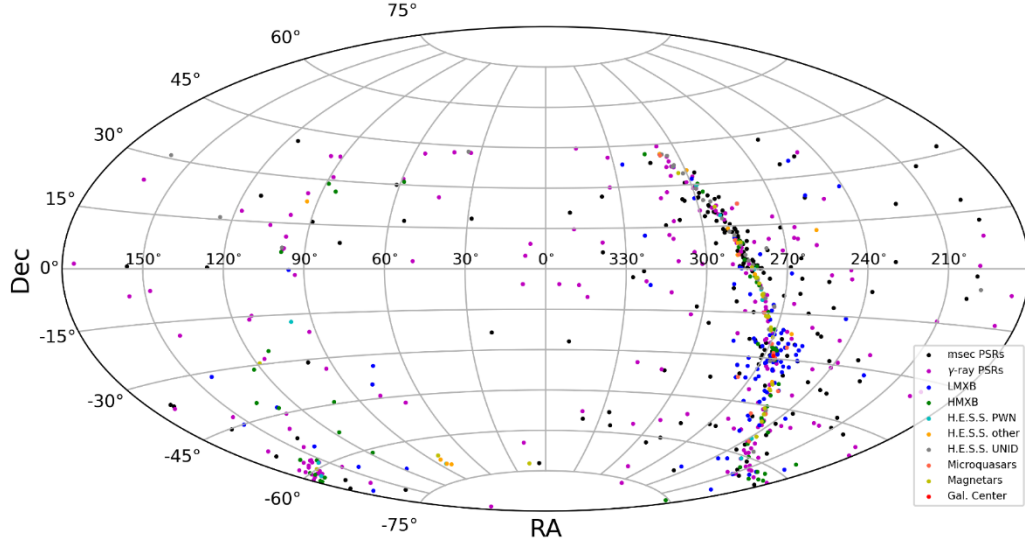 75°
60°
45°
30°
15°
0°
-15°
-30°
-45°
-60°
-75°
150° 120° 90° 60° 30° 0° 330° 300° 270° 240° 210°
Dec
RA
msec PSRs
γ-ray PSRs
LMXB
HMXB
H.E.S.S. PWN
H.E.S.S. other
H.E.S.S. UNID
Microquasars
Magnetars
Gal. Center